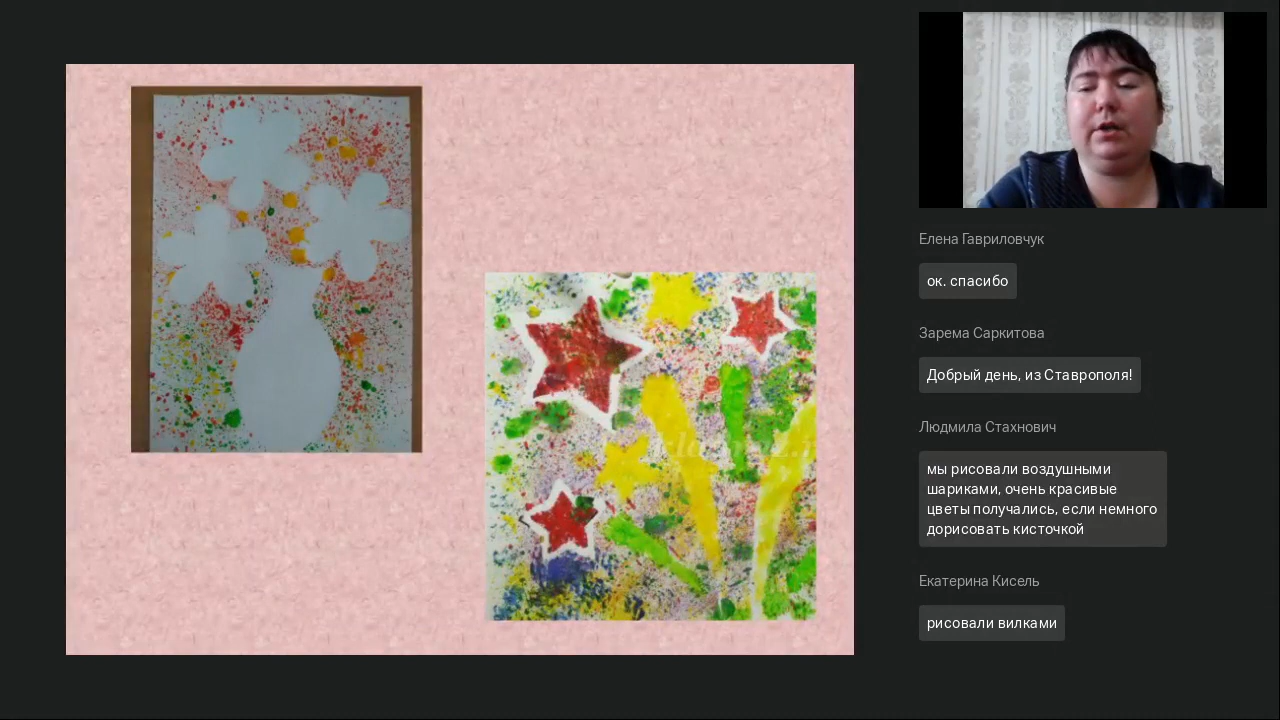 Елена Гавриловчук
ок. спасибо
Зарема Саркитова
Добрый день, из Ставрополя!
Людмила Стахнович
мы рисовали воздушными
шариками, очень красивые
цветы получались, если немного
дорисовать кисточкой
Екатерина Кисель
рисовали вилками